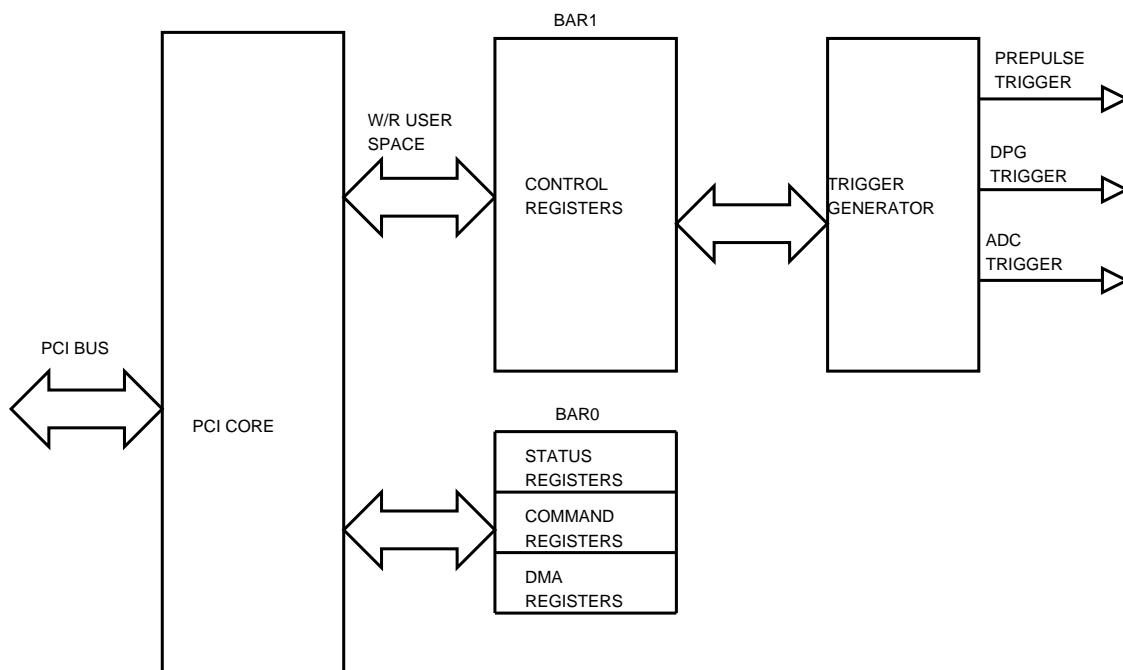 BAR1
PREPULSE
TRIGGER
W/R USER
SPACE
DPG
TRIGGER
CONTROL
REGISTERS
TRIGGER
GENERATOR
ADC
TRIGGER
PCI BUS
PCI CORE
BAR0
STATUS
REGISTERS
COMMAND
REGISTERS
DMA
REGISTERS